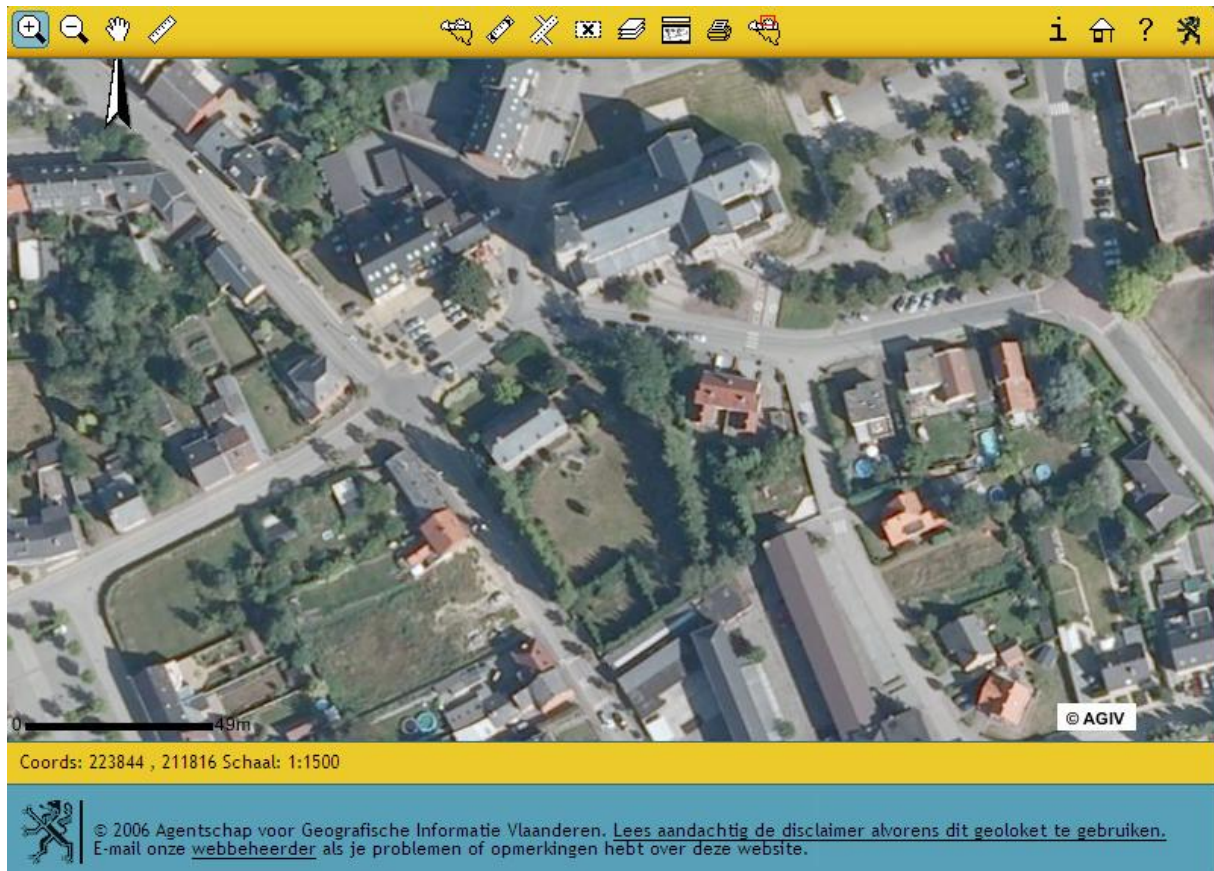 i ?
0 49m
© AGIV
Coords: 223844 , 211816 Schaal: 1:1500
© 2006 Agentschap voor Geografische Informatie Vlaanderen. Lees aandachtig de disclaimer alvorens dit geoloket te gebruiken.
E-mail onze webbeheerder als je problemen of opmerkingen hebt over deze website.